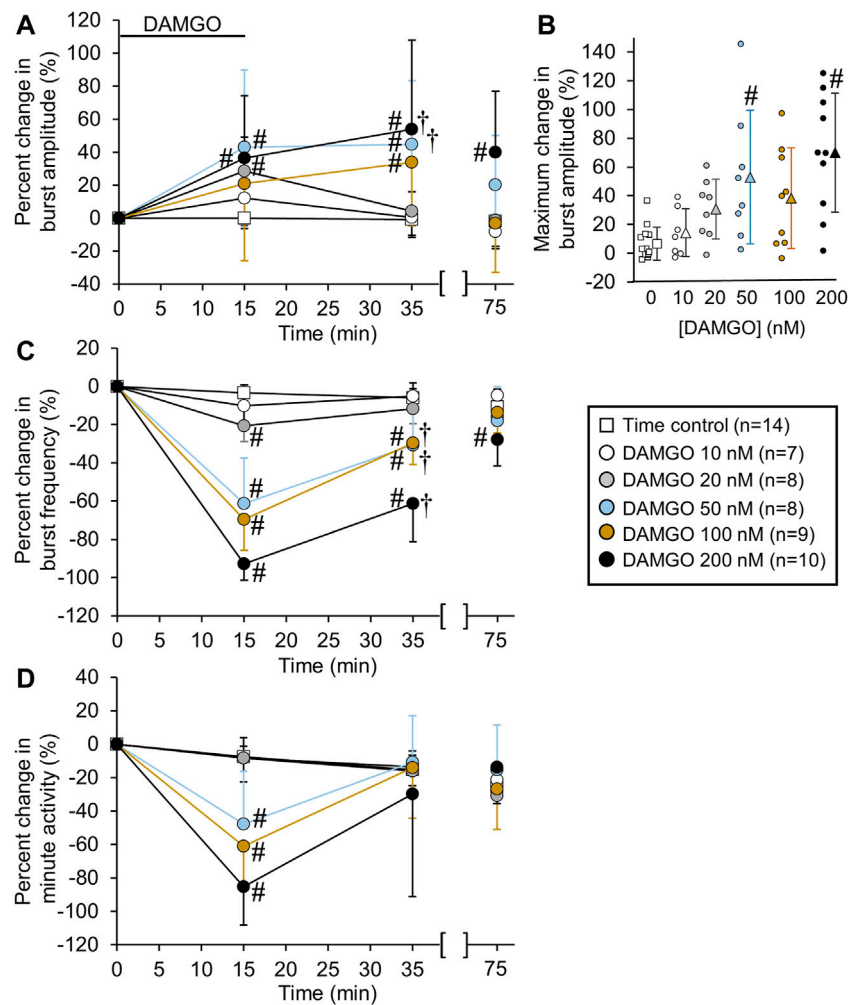 A
DAMGO
Percent change in
burst amplitude (%)
120
100
80
60
40
20
0
-20
-40
# # # # # # † † #
0 5 10 15 20 25 30 35 [ ] 75
Time (min)
B
Maximum change in
burst amplitude (%)
140
120
100
80
60
40
20
0
-20
# #
0 10 20 50 100 200
[DAMGO] (nM)
C
Percent change in
burst frequency (%)
20
0
-20
-40
-60
-80
-100
-120
# # # # # # # † † † #
0 5 10 15 20 25 30 35 [ ] 75
Time (min)
Time control (n=14)
DAMGO 10 nM (n=7)
DAMGO 20 nM (n=8)
DAMGO 50 nM (n=8)
DAMGO 100 nM (n=9)
DAMGO 200 nM (n=10)
D
Percent change in
minute activity (%)
40
20
0
-20
-40
-60
-80
-100
-120
# # #
0 5 10 15 20 25 30 35 [ ] 75
Time (min)